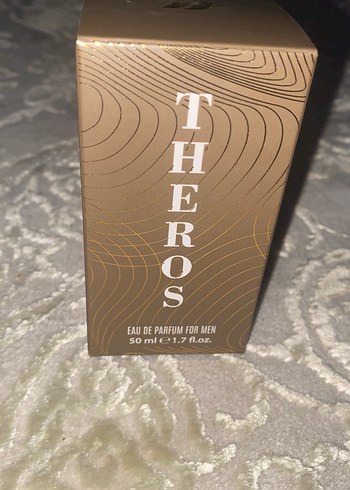 THEROS
EAU DE PARFUM FOR MEN
50 ml ℮ 1.7 fl.oz.